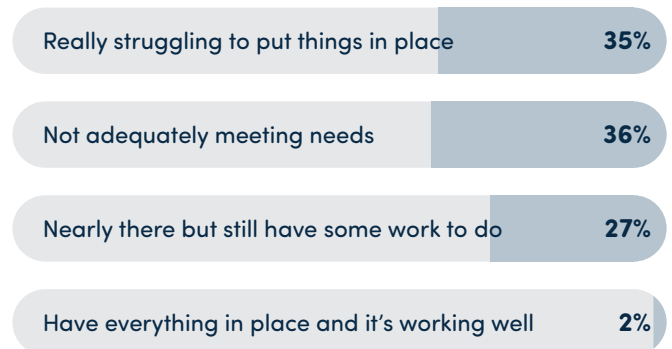 Really struggling to put things in place 35%
Not adequately meeting needs 36%
Nearly there but still have some work to do 27%
Have everything in place and it's working well 2%